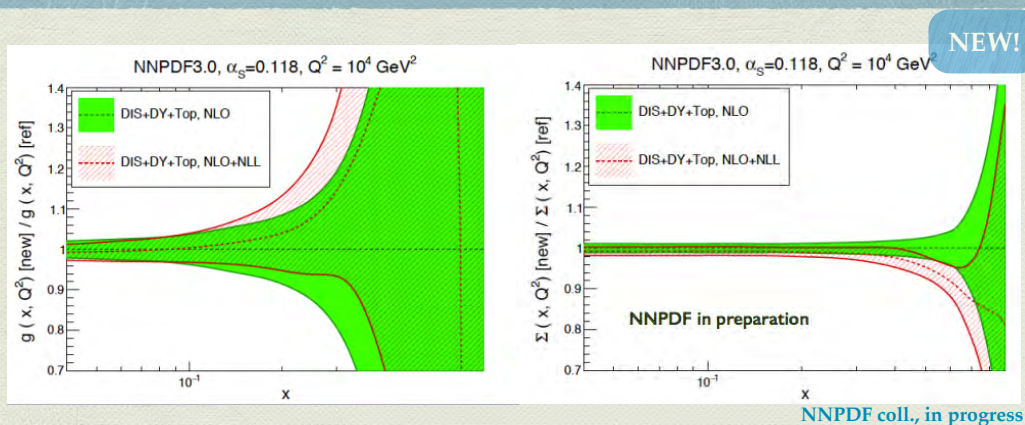 NEW!
NNPDF3.0, αS=0.118, Q² = 10⁴ GeV²
g ( x, Q²) [new] / g ( x, Q²) [ref]
1.4
1.3
1.2
1.1
1
0.9
0.8
0.7
DIS+DY+Top, NLO
DIS+DY+Top, NLO+NLL
10⁻¹
x
NNPDF3.0, αS=0.118, Q² = 10⁴ GeV²
Σ ( x, Q²) [new] / Σ ( x, Q²) [ref]
1.4
1.3
1.2
1.1
1
0.9
0.8
0.7
DIS+DY+Top, NLO
DIS+DY+Top, NLO+NLL
NNPDF in preparation
10⁻¹
x
NNPDF coll., in progress